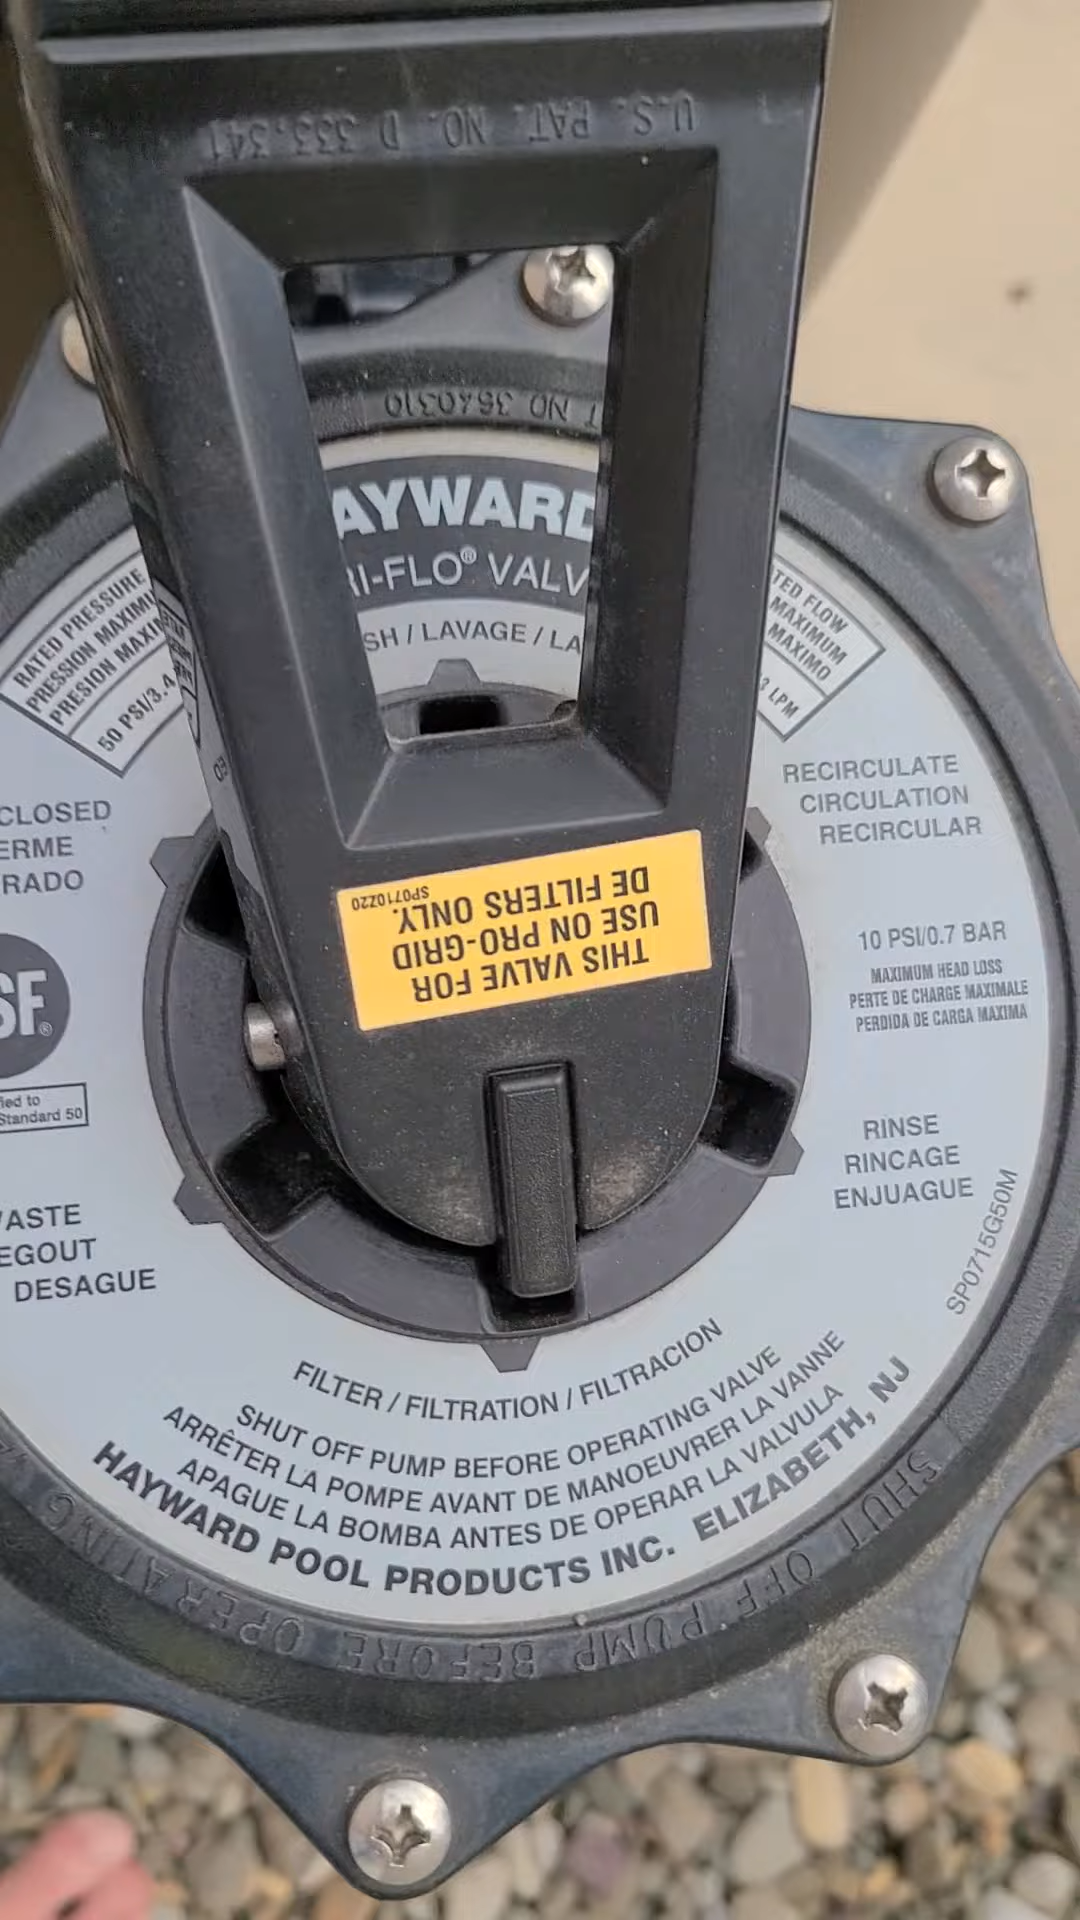 U.S. PAT. NO. D 333.341
T NO 3640310
AYWARD
RI-FLO® VALV
SH / LAVAGE / LA
RATED PRESSURE
PRESSION MAXIMU
PRESION MAXI
50 PSI/3.4
TED FLOW
MAXIMUM
MAXIMO
LPM
CLOSED
ERME
RADO
RECIRCULATE
CIRCULATION
RECIRCULAR
THIS VALVE FOR
USE ON PRO-GRID
DE FILTERS ONLY.
SP0710Z20
SF®
ied to
Standard 50
10 PSI/0.7 BAR
MAXIMUM HEAD LOSS
PERTE DE CHARGE MAXIMALE
PERDIDA DE CARGA MAXIMA
RINSE
RINCAGE
ENJUAGUE
SP0715G50M
ASTE
EGOUT
DESAGUE
FILTER / FILTRATION / FILTRACION
SHUT OFF PUMP BEFORE OPERATING VALVE
ARRÊTER LA POMPE AVANT DE MANOEUVRER LA VANNE
APAGUE LA BOMBA ANTES DE OPERAR LA VALVULA
HAYWARD POOL PRODUCTS INC. ELIZABETH, NJ
SHUT OFF PUMP BEFORE OPERATING